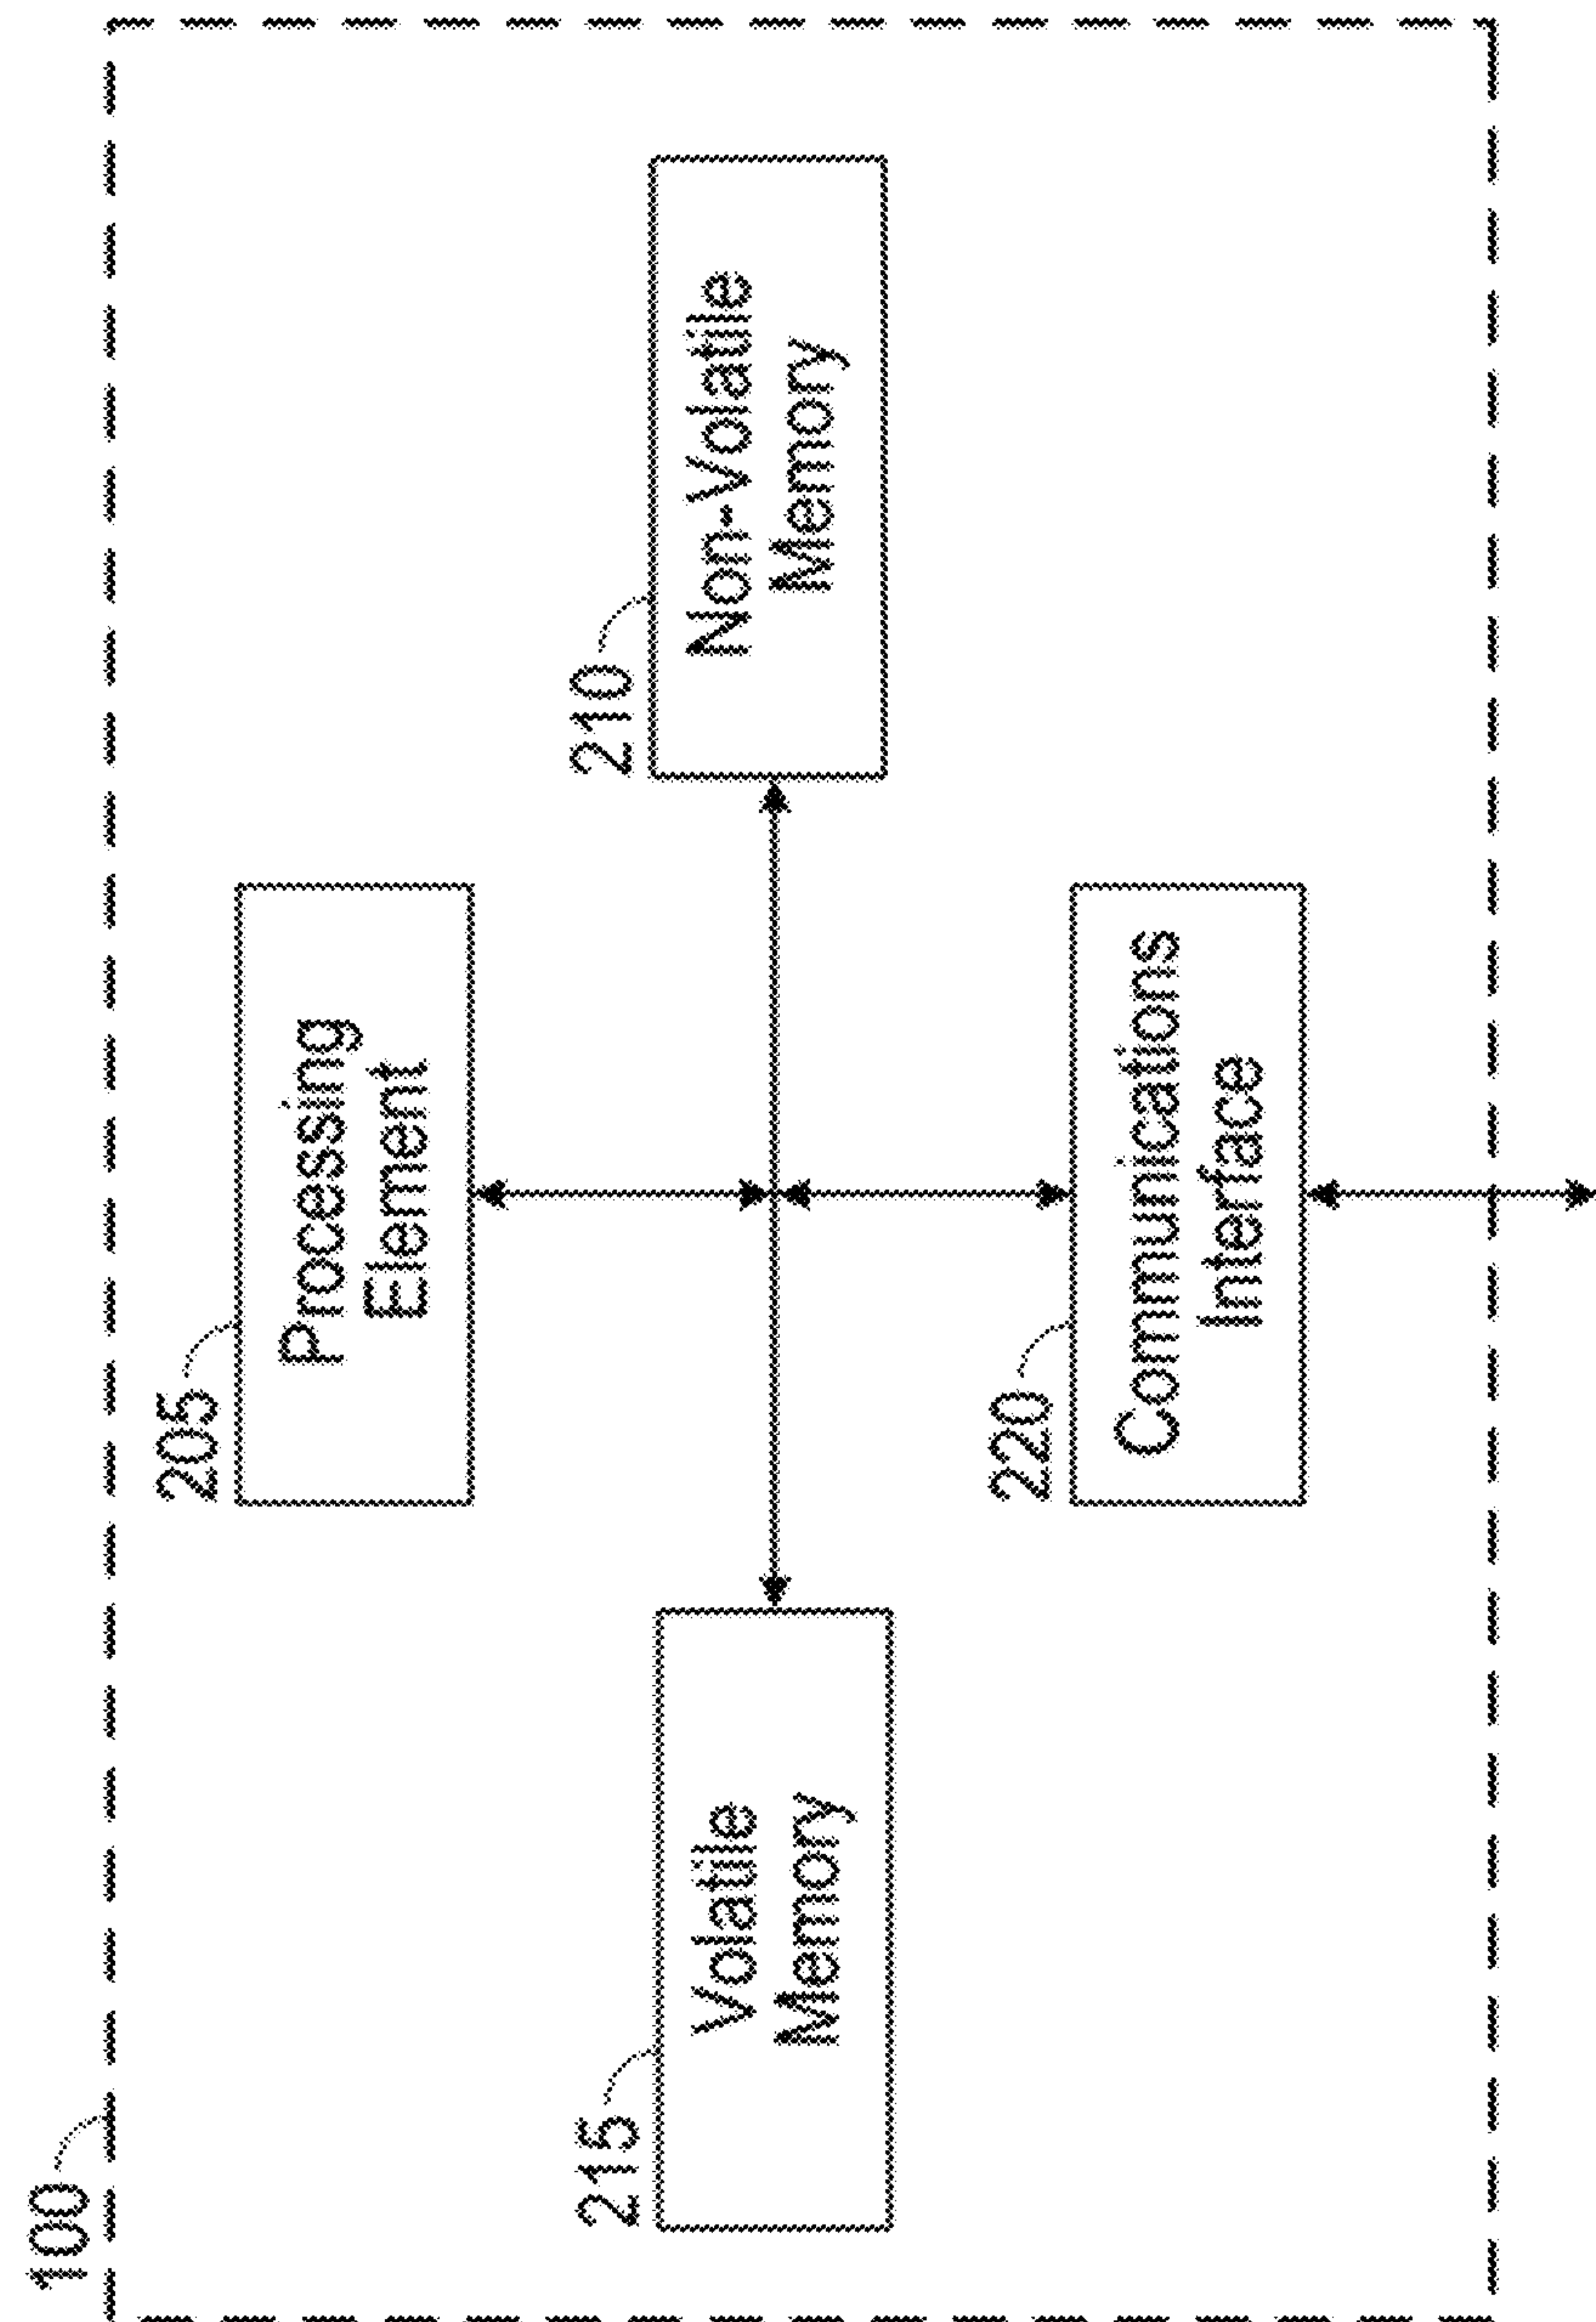 100
205
Processing
Element
215
Volatile
Memory
210
Non-Volatile
Memory
220
Communications
Interface